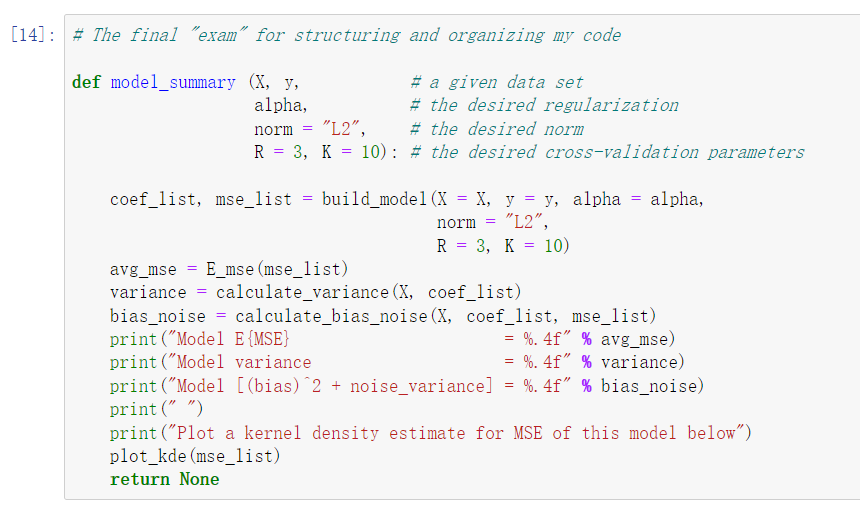 [14]: # The final "exam" for structuring and organizing my code
def model_summary (X, y, # a given data set
alpha, # the desired regularization
norm = "L2", # the desired norm
R = 3, K = 10): # the desired cross-validation parameters
coef_list, mse_list = build_model(X = X, y = y, alpha = alpha,
norm = "L2",
R = 3, K = 10)
avg_mse = E_mse(mse_list)
variance = calculate_variance(X, coef_list)
bias_noise = calculate_bias_noise(X, coef_list, mse_list)
print("Model E{MSE} = %.4f" % avg_mse)
print("Model variance = %.4f" % variance)
print("Model [(bias)^2 + noise_variance] = %.4f" % bias_noise)
print(" ")
print("Plot a kernel density estimate for MSE of this model below")
plot_kde(mse_list)
return None